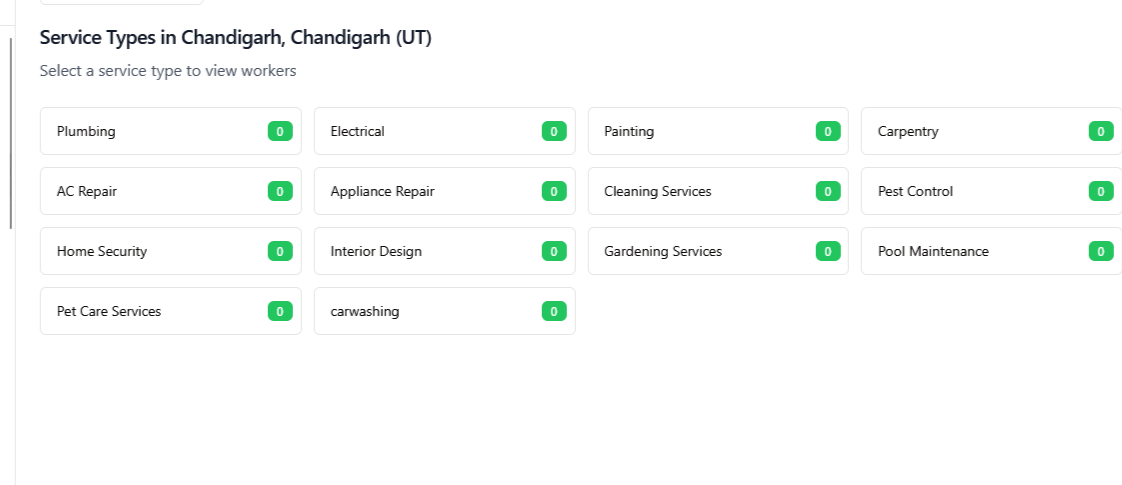 Service Types in Chandigarh, Chandigarh (UT)
Select a service type to view workers
Plumbing 0
Electrical 0
Painting 0
Carpentry 0
AC Repair 0
Appliance Repair 0
Cleaning Services 0
Pest Control 0
Home Security 0
Interior Design 0
Gardening Services 0
Pool Maintenance 0
Pet Care Services 0
carwashing 0